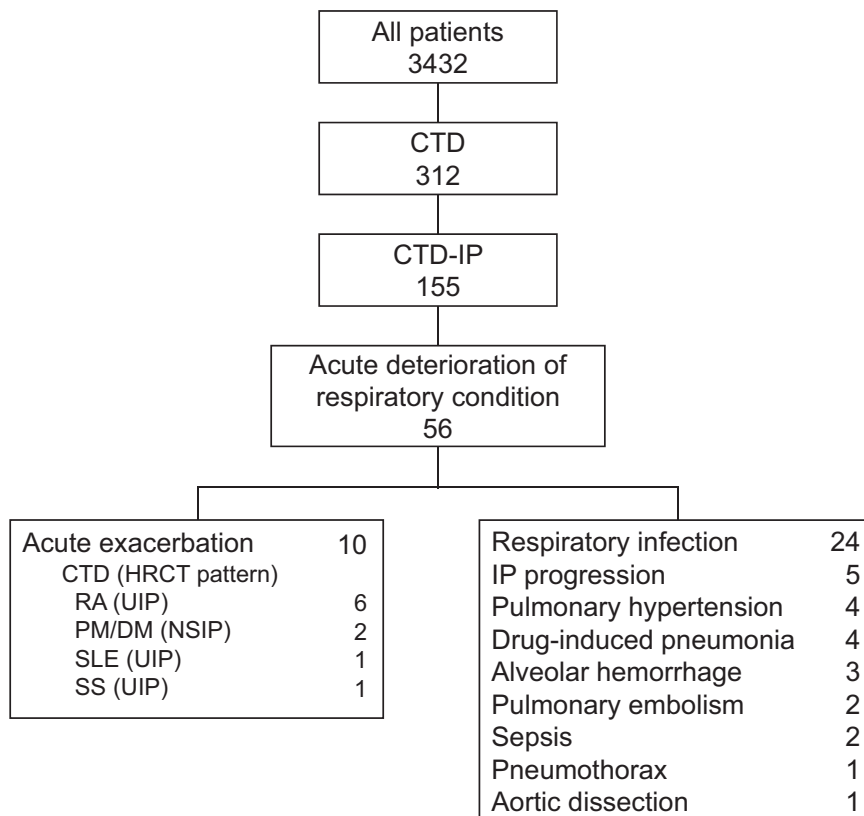 All patients
3432
CTD
312
CTD-IP
155
Acute deterioration of
respiratory condition
56
Acute exacerbation 10
CTD (HRCT pattern)
RA (UIP) 6
PM/DM (NSIP) 2
SLE (UIP) 1
SS (UIP) 1
Respiratory infection 24
IP progression 5
Pulmonary hypertension 4
Drug-induced pneumonia 4
Alveolar hemorrhage 3
Pulmonary embolism 2
Sepsis 2
Pneumothorax 1
Aortic dissection 1